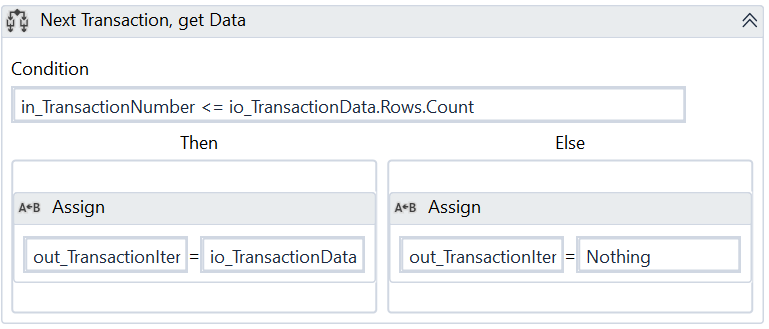 Next Transaction, get Data
Condition
in_TransactionNumber <= io_TransactionData.Rows.Count
Then Else
A←B Assign A←B Assign
out_TransactionIter = io_TransactionData out_TransactionIter = Nothing